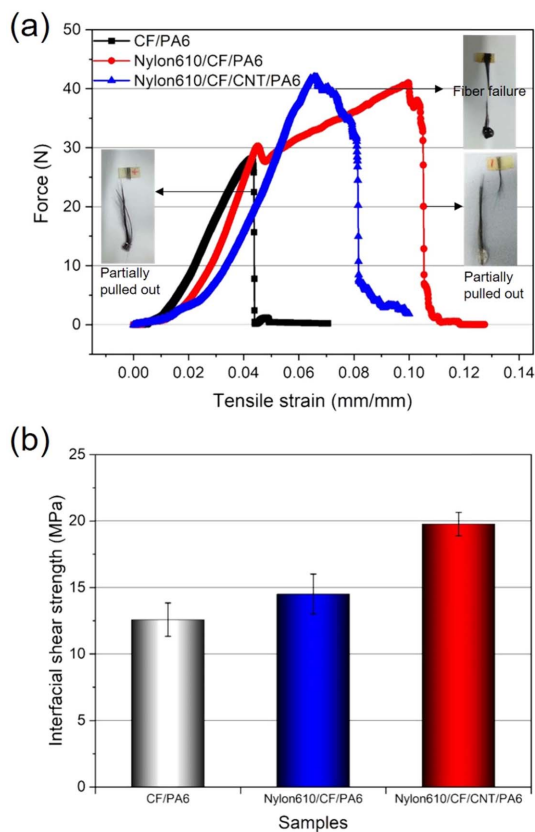 (a)
CF/PA6
Nylon610/CF/PA6
Nylon610/CF/CNT/PA6
Fiber failure
Partially
pulled out
Partially
pulled out
50
40
30
20
10
0
Force (N)
0.00 0.02 0.04 0.06 0.08 0.10 0.12 0.14
Tensile strain (mm/mm)
(b)
25
20
15
10
5
0
Interfacial shear strength (MPa)
CF/PA6 Nylon610/CF/PA6 Nylon610/CF/CNT/PA6
Samples